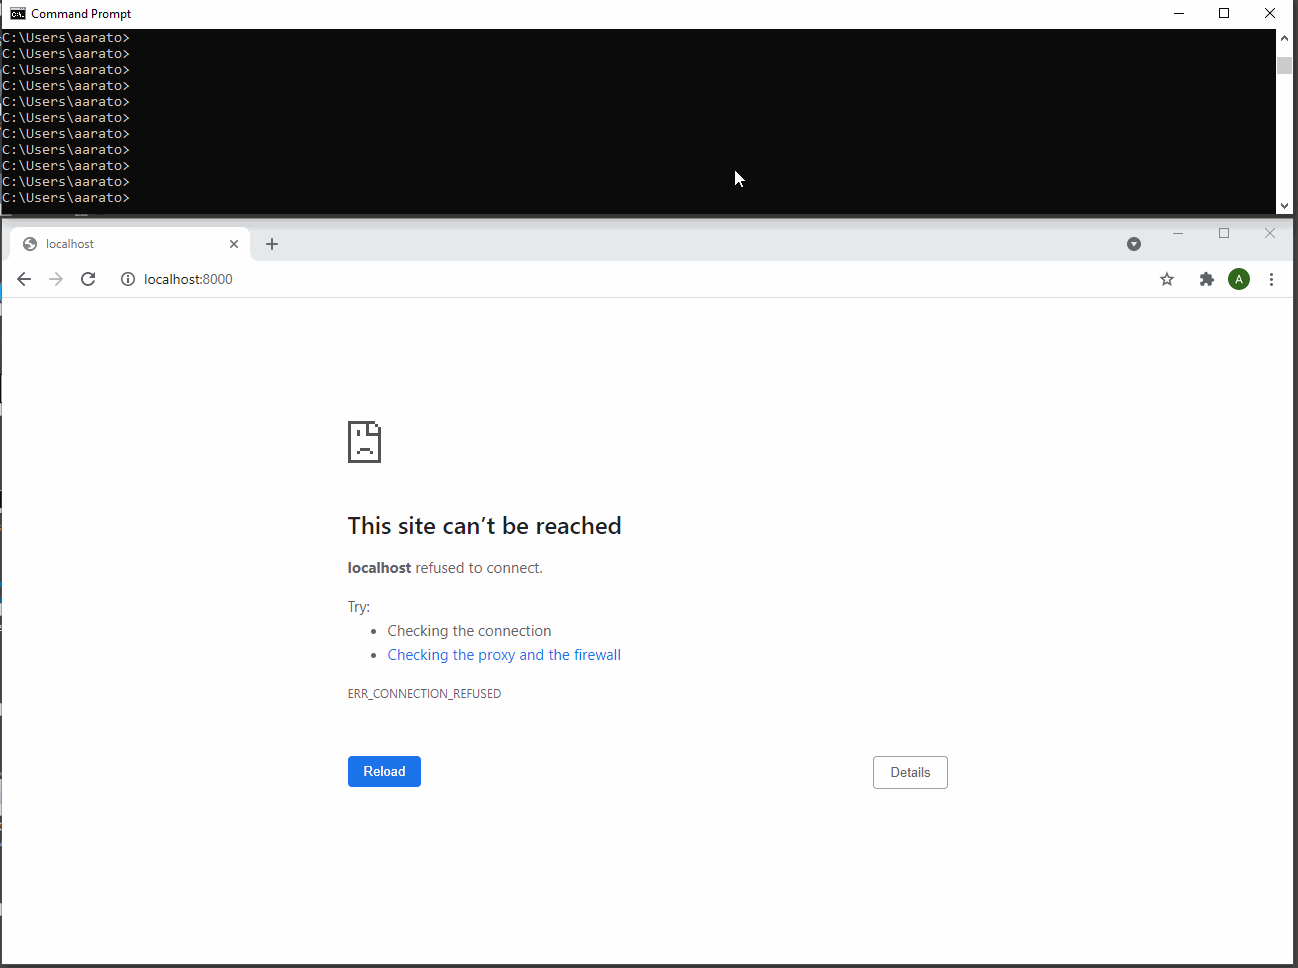 Command Prompt
C:\Users\aarato>
C:\Users\aarato>
C:\Users\aarato>
C:\Users\aarato>
C:\Users\aarato>
C:\Users\aarato>
C:\Users\aarato>
C:\Users\aarato>
C:\Users\aarato>
C:\Users\aarato>
C:\Users\aarato>
localhost
localhost:8000
A
This site can’t be reached
localhost refused to connect.
Try:
• Checking the connection
• Checking the proxy and the firewall
ERR_CONNECTION_REFUSED
Reload
Details